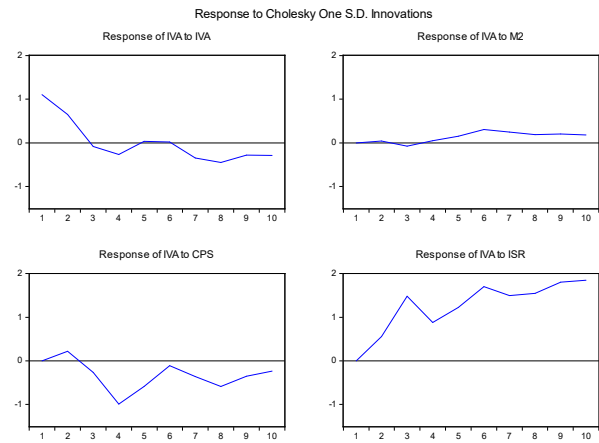 Response to Cholesky One S.D. Innovations
Response of IVA to IVA
2
1
0
-1
1 2 3 4 5 6 7 8 9 10
Response of IVA to M2
2
1
0
-1
1 2 3 4 5 6 7 8 9 10
Response of IVA to CPS
2
1
0
-1
1 2 3 4 5 6 7 8 9 10
Response of IVA to ISR
2
1
0
-1
1 2 3 4 5 6 7 8 9 10